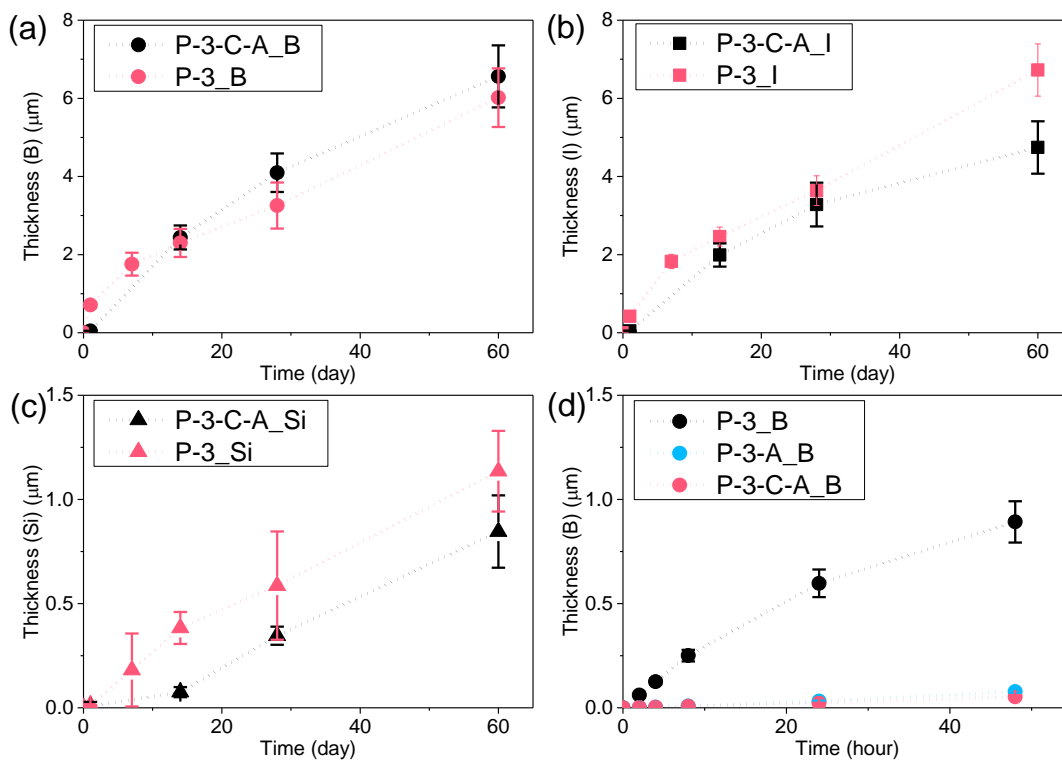 (a)
P-3-C-A_B
P-3_B
Thickness (B) (μm)
8
6
4
2
0
0 20 40 60
Time (day)
(b)
P-3-C-A_I
P-3_I
Thickness (I) (μm)
8
6
4
2
0
0 20 40 60
Time (day)
(c)
P-3-C-A_Si
P-3_Si
Thickness (Si) (μm)
1.5
1.0
0.5
0.0
0 20 40 60
Time (day)
(d)
P-3_B
P-3-A_B
P-3-C-A_B
Thickness (B) (μm)
1.5
1.0
0.5
0.0
0 20 40
Time (hour)